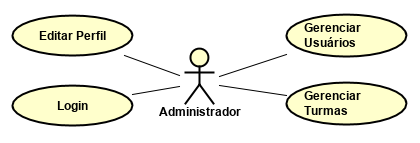 Editar Perfil
Gerenciar
Usuários
Login
Administrador
Gerenciar
Turmas